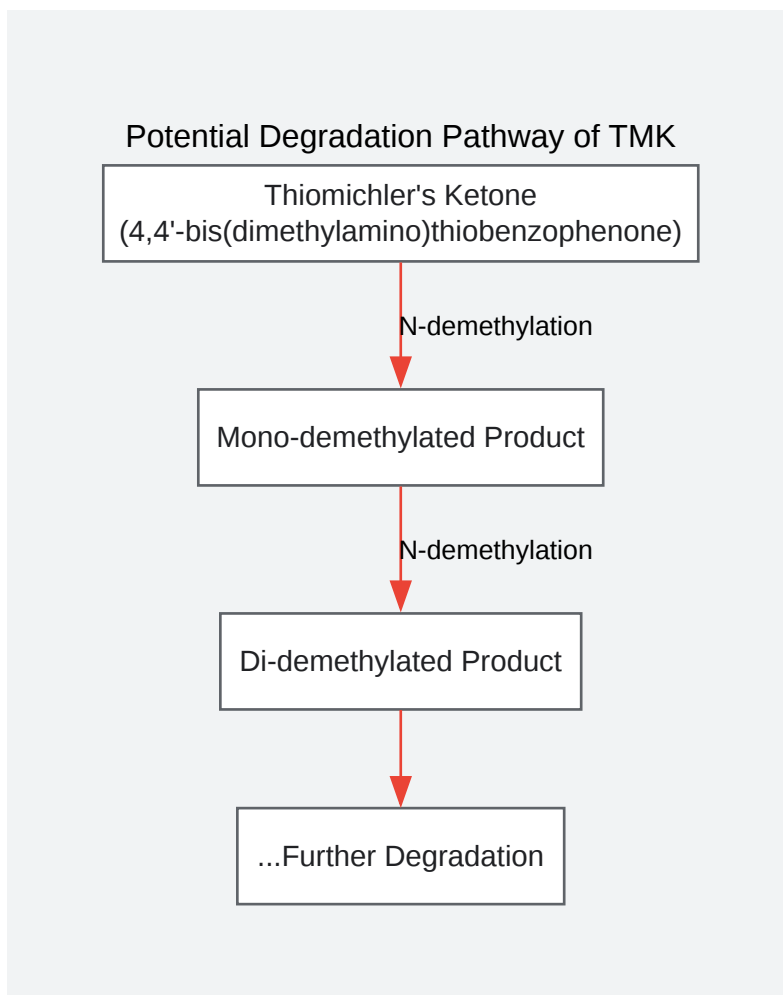 Potential Degradation Pathway of TMK
Thiomichler's Ketone
(4,4'-bis(dimethylamino)thiobenzophenone)
N-demethylation
Mono-demethylated Product
N-demethylation
Di-demethylated Product
...Further Degradation